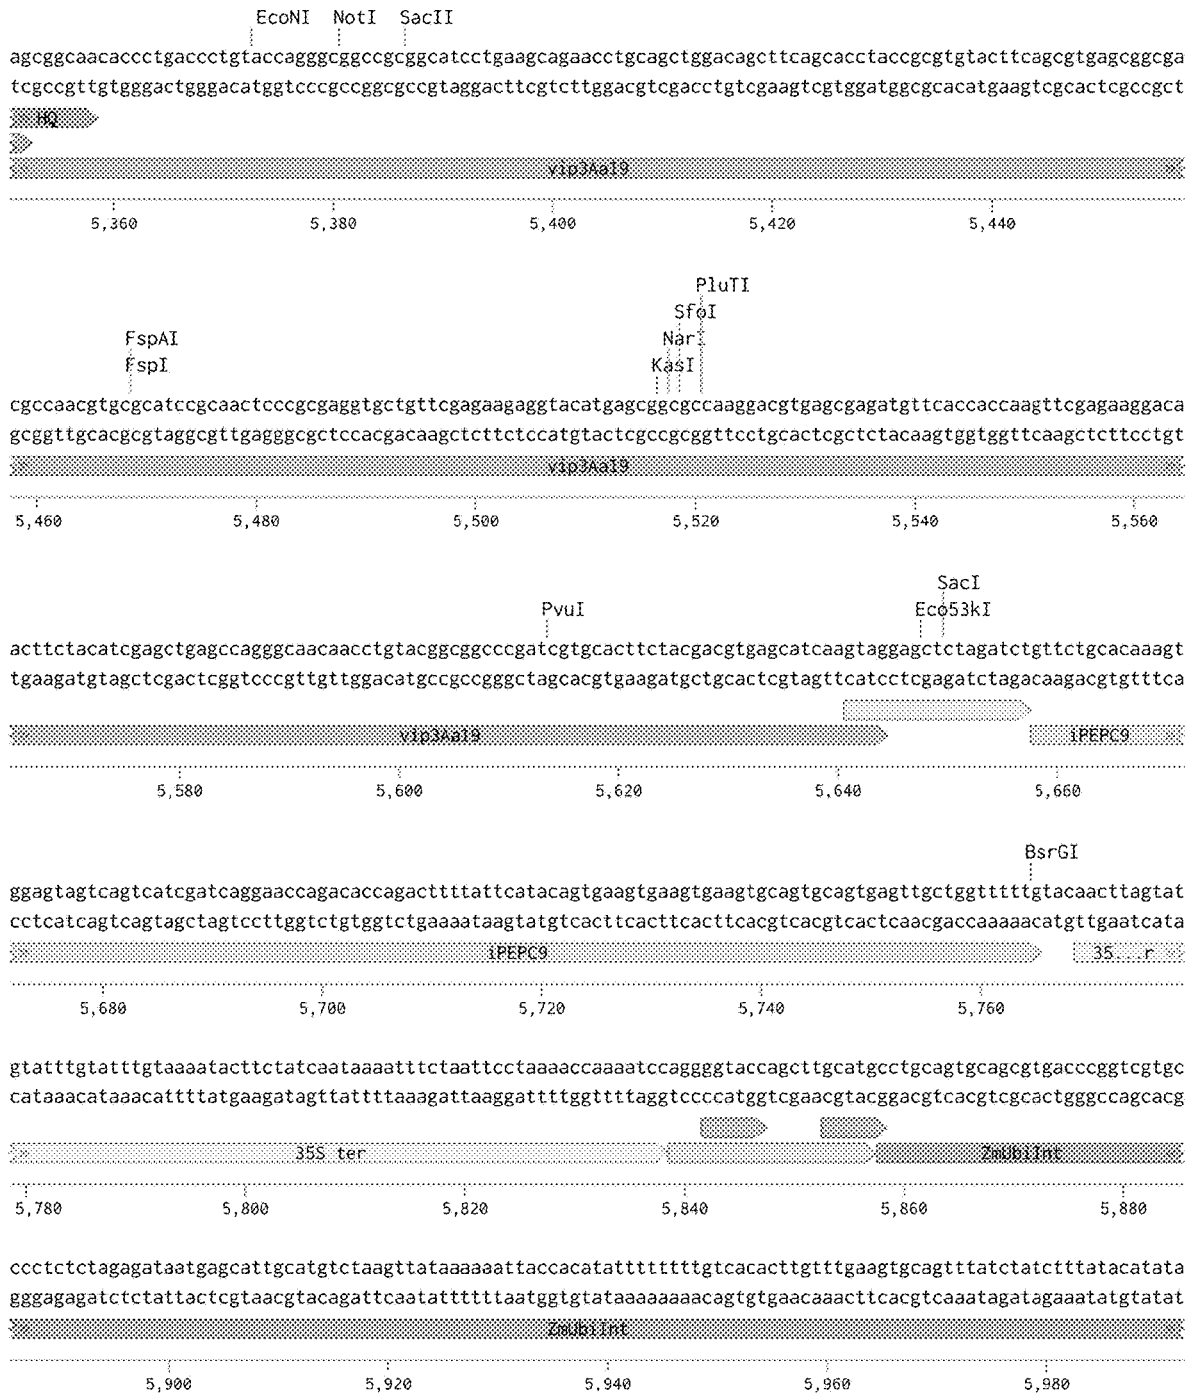 EcoNI NotI SacII
agcggcaacaccctgaccctgtaccagggcggccgcggcatcctgaagcagaacctgcagctggacagcttcagcacctaccgcgtgtacttcagcgtgagcggcga
tcgccgttgtgggactgggacatggtcccgccggcgccgtaggacttcgtcttggacgtcgacctgtcgaagtcgtggatggcgcacatgaagtcgcactcgccgct
HQ
vip3Aa19
5,360 5,380 5,400 5,420 5,440
PluTI
SfoI
FspAI NarI
FspI KasI
cgccaacgtgcgcatccgcaactcccgcgaggtgctgttcgagaagaggtacatgagcggcgccaaggacgtgagcgagatgttcaccaccaagttcgagaaggaca
gcggttgcacgcgtaggcgttgagggcgctccacgacaagctcttctccatgtactcgccgcggttcctgcactcgctctacaagtggtggttcaagctcttcctgt
vip3Aa19
5,460 5,480 5,500 5,520 5,540 5,560
SacI
PvuI Eco53kI
acttctacatcgagctgagccagggcaacaacctgtacggcggcccgatcgtgcacttctacgacgtgagcatcaagtaggagctctagatctgttctgcacaaagt
tgaagatgtagctcgactcggtcccgttgttggacatgccgccgggctagcacgtgaagatgctgcactcgtagttcatcctcgagatctagacaagacgtgtttca
vip3Aa19 iPEPC9
5,580 5,600 5,620 5,640 5,660
BsrGI
ggagtagtcagtcatcgatcaggaaccagacaccagacttttattcatacagtgaagtgaagtgaagtgcagtgcagtgagttgctggtttttgtacaacttagtat
cctcatcagtcagtagctagtccttggtctgtggtctgaaaataagtatgtcacttcacttcacttcacgtcacgtcactcaacgaccaaaaacatgttgaatcata
iPEPC9 35...r
5,680 5,700 5,720 5,740 5,760
gtatttgtatttgtaaaatacttctatcaataaaatttctaattcctaaaaccaaaatccaggggtaccagcttgcatgcctgcagtgcagcgtgacccggtcgtgc
cataaacataaacattttatgaagatagttattttaaagattaaggattttggttttaggtccccatggtcgaacgtacggacgtcacgtcgcactgggccagcacg
35S ter ZmUbiInt
5,780 5,800 5,820 5,840 5,860 5,880
ccctctctagagataatgagcattgcatgtctaagttataaaaaattaccacatattttttttgtcacacttgtttgaagtgcagtttatctatctttatacatata
gggagagatctctattactcgtaacgtacagattcaatattttttaatggtgtataaaaaaaacagtgtgaacaaacttcacgtcaaatagatagaaatatgtatat
ZmUbiInt
5,900 5,920 5,940 5,960 5,980